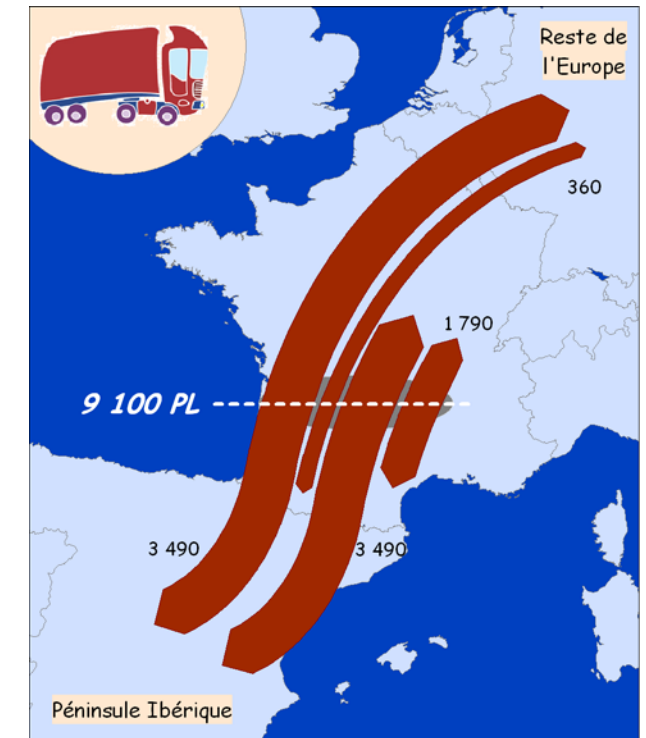 Reste de
l'Europe
360
1 790
9 100 PL
3 490
3 490
Péninsule Ibérique